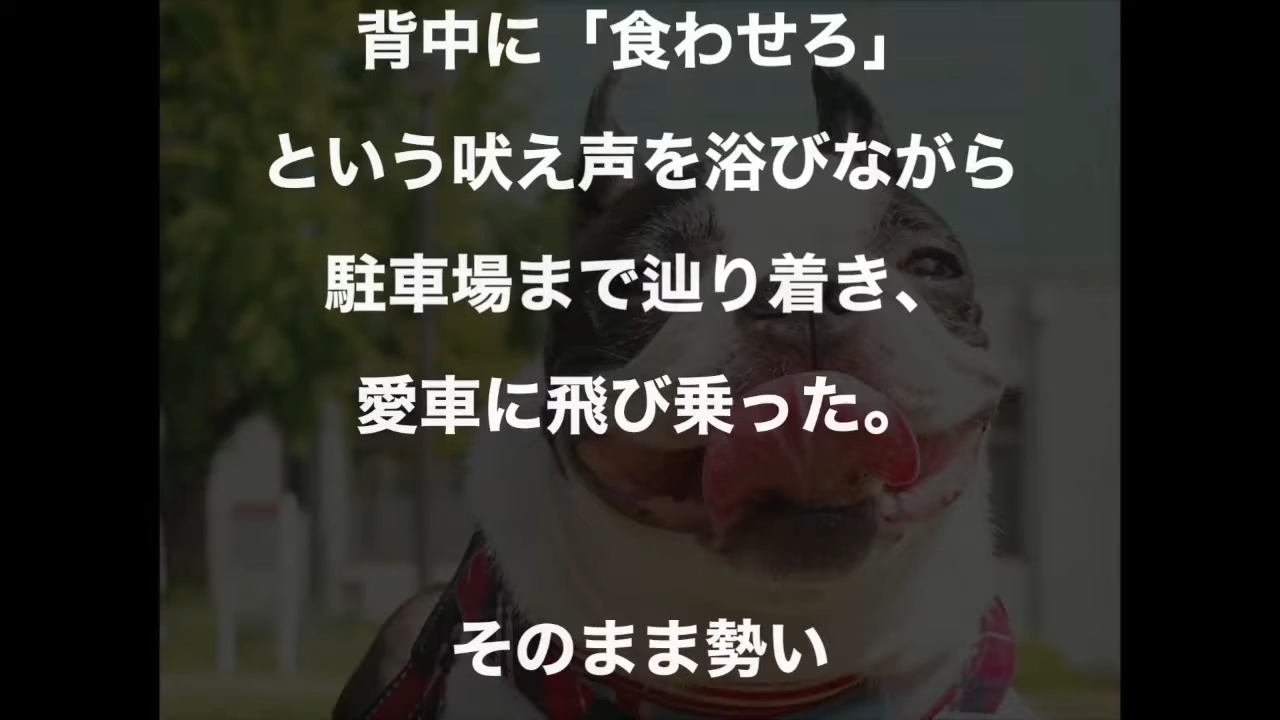 背中に「食わせろ」
という吠え声を浴びながら
駐車場まで辿り着き、
愛車に飛び乗った。
そのまま勢い